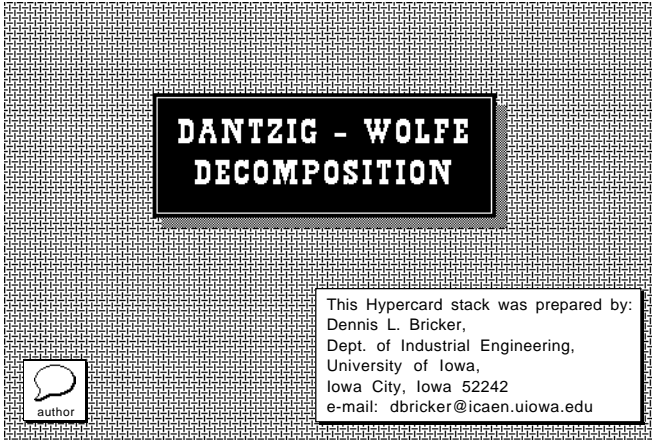 DANTZIG - WOLFE
DECOMPOSITION
This Hypercard stack was prepared by:
Dennis L. Bricker,
Dept. of Industrial Engineering,
University of Iowa,
Iowa City, Iowa 52242
e-mail: dbricker@icaen.uiowa.edu
author